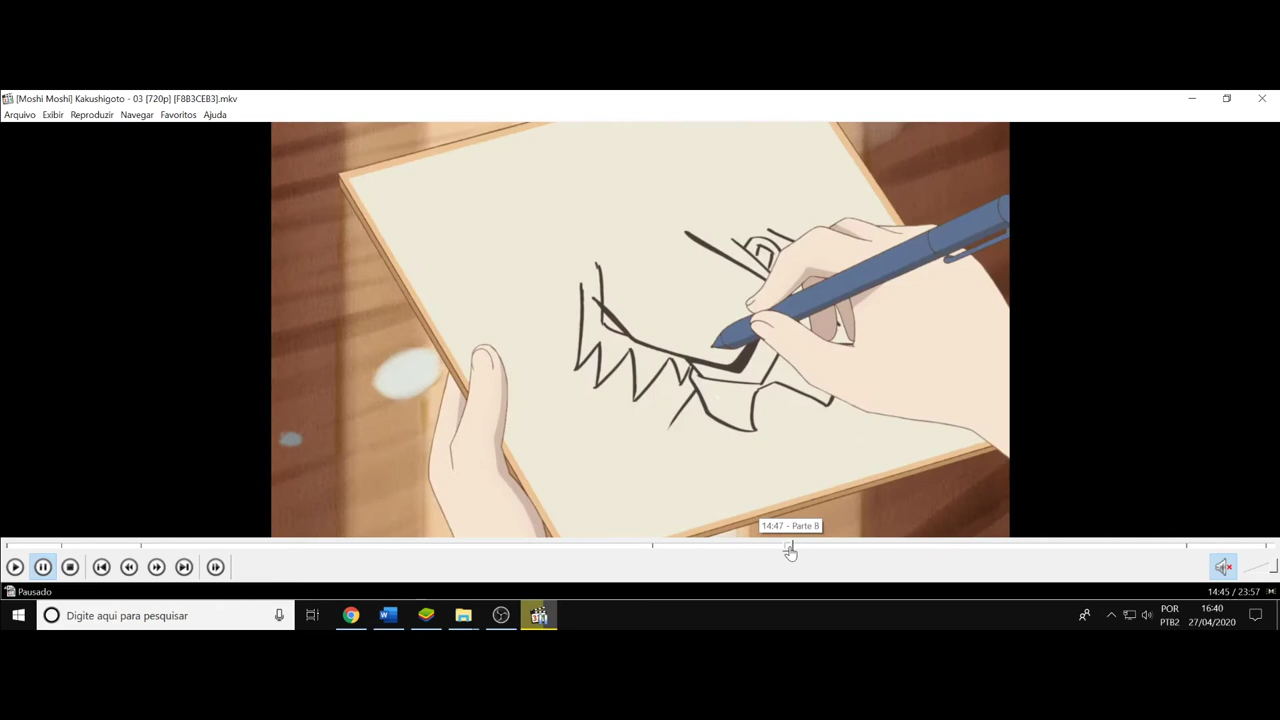 [Moshi Moshi] Kakushigoto - 03 [720p] [F8B3CEB3].mkv
Arquivo Exibir Reproduzir Navegar Favoritos Ajuda
14:47 - Parte B
Pausado
14:45 / 23:57
Digite aqui para pesquisar
POR
PTB2
16:40
27/04/2020